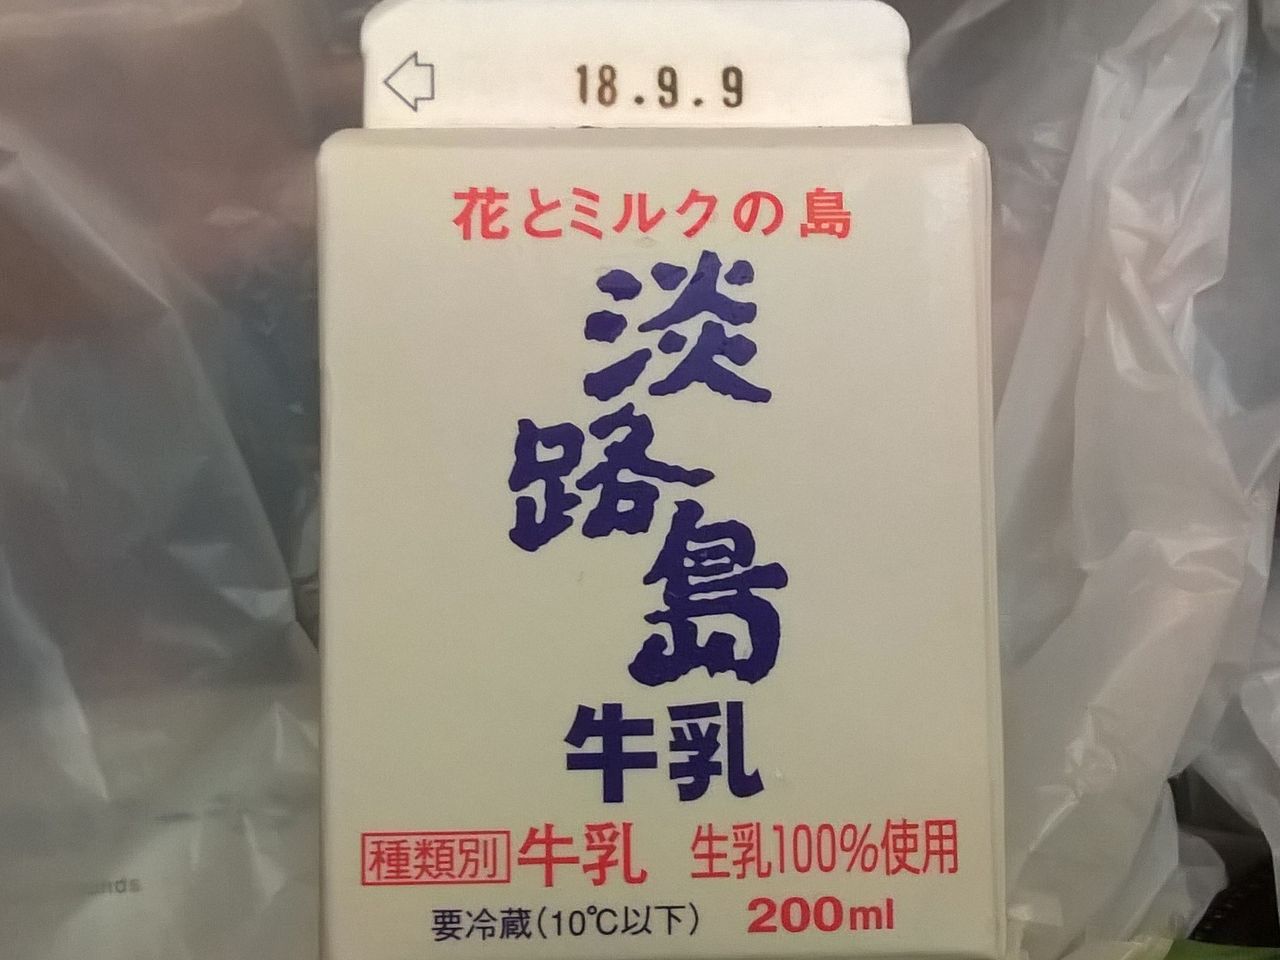 18.9.9
花とミルクの島
淡路島
牛乳
種類別 牛乳 生乳100%使用
要冷蔵(10℃以下) 200ml